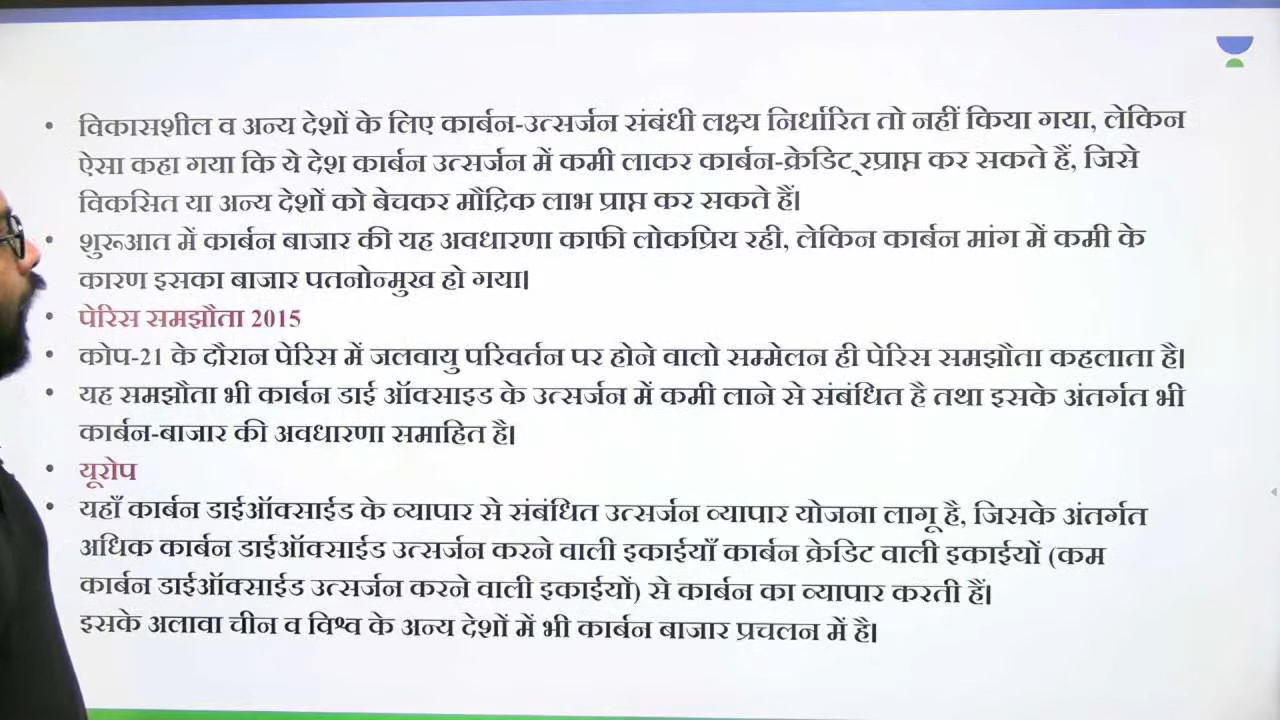 विकासशील व अन्य देशों के लिए कार्बन-उत्सर्जन संबंधी लक्ष्य निर्धारित तो नहीं किया गया, लेकिन
ऐसा कहा गया कि ये देश कार्बन उत्सर्जन में कमी लाकर कार्बन-क्रेडिट् रप्राप्त कर सकते हैं, जिसे
विकसित या अन्य देशों को बेचकर मौद्रिक लाभ प्राप्त कर सकते हैं।
शुरूआत में कार्बन बाजार की यह अवधारणा काफी लोकप्रिय रही, लेकिन कार्बन मांग में कमी के
कारण इसका बाजार पतनोन्मुख हो गया।
पेरिस समझौता 2015
कोप-21 के दौरान पेरिस में जलवायु परिवर्तन पर होने वालो सम्मेलन ही पेरिस समझौता कहलाता है।
यह समझौता भी कार्बन डाई ऑक्साइड के उत्सर्जन में कमी लाने से संबंधित है तथा इसके अंतर्गत भी
कार्बन-बाजार की अवधारणा समाहित है।
यूरोप
यहाँ कार्बन डाईऑक्साईड के व्यापार से संबंधित उत्सर्जन व्यापार योजना लागू है, जिसके अंतर्गत
अधिक कार्बन डाईऑक्साईड उत्सर्जन करने वाली इकाईयाँ कार्बन क्रेडिट वाली इकाईयों (कम
कार्बन डाईऑक्साईड उत्सर्जन करने वाली इकाईयों) से कार्बन का व्यापार करती हैं।
इसके अलावा चीन व विश्व के अन्य देशों में भी कार्बन बाजार प्रचलन में है।